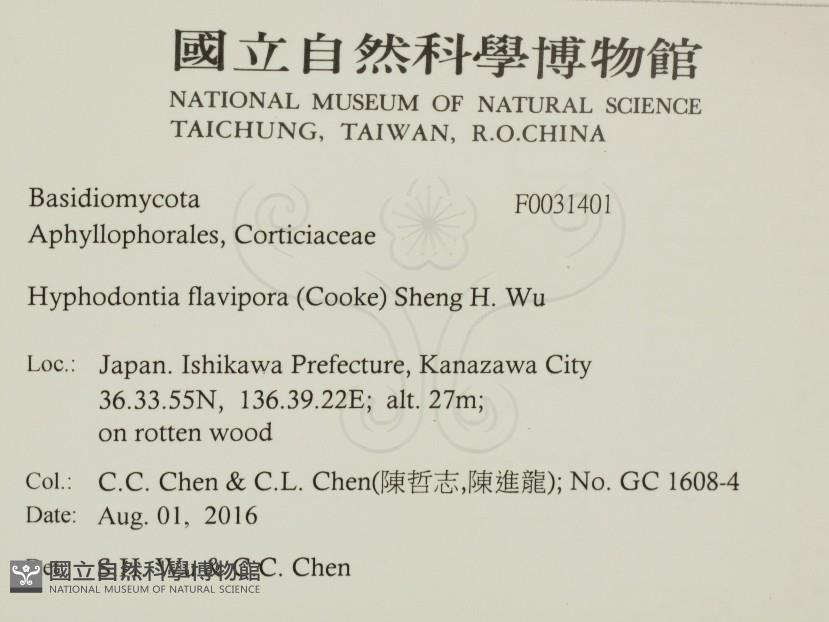 國立自然科學博物館
NATIONAL MUSEUM OF NATURAL SCIENCE
TAICHUNG, TAIWAN, R.O.CHINA
Basidiomycota F0031401
Aphyllophorales, Corticiaceae
Hyphodontia flavipora (Cooke) Sheng H. Wu
Loc.: Japan. Ishikawa Prefecture, Kanazawa City
36.33.55N, 136.39.22E; alt. 27m;
on rotten wood
Col.: C.C. Chen & C.L. Chen(陳哲志,陳進龍); No. GC 1608-4
Date: Aug. 01, 2016
S.H. Wu & C.C. Chen
國立自然科學博物館
NATIONAL MUSEUM OF NATURAL SCIENCE